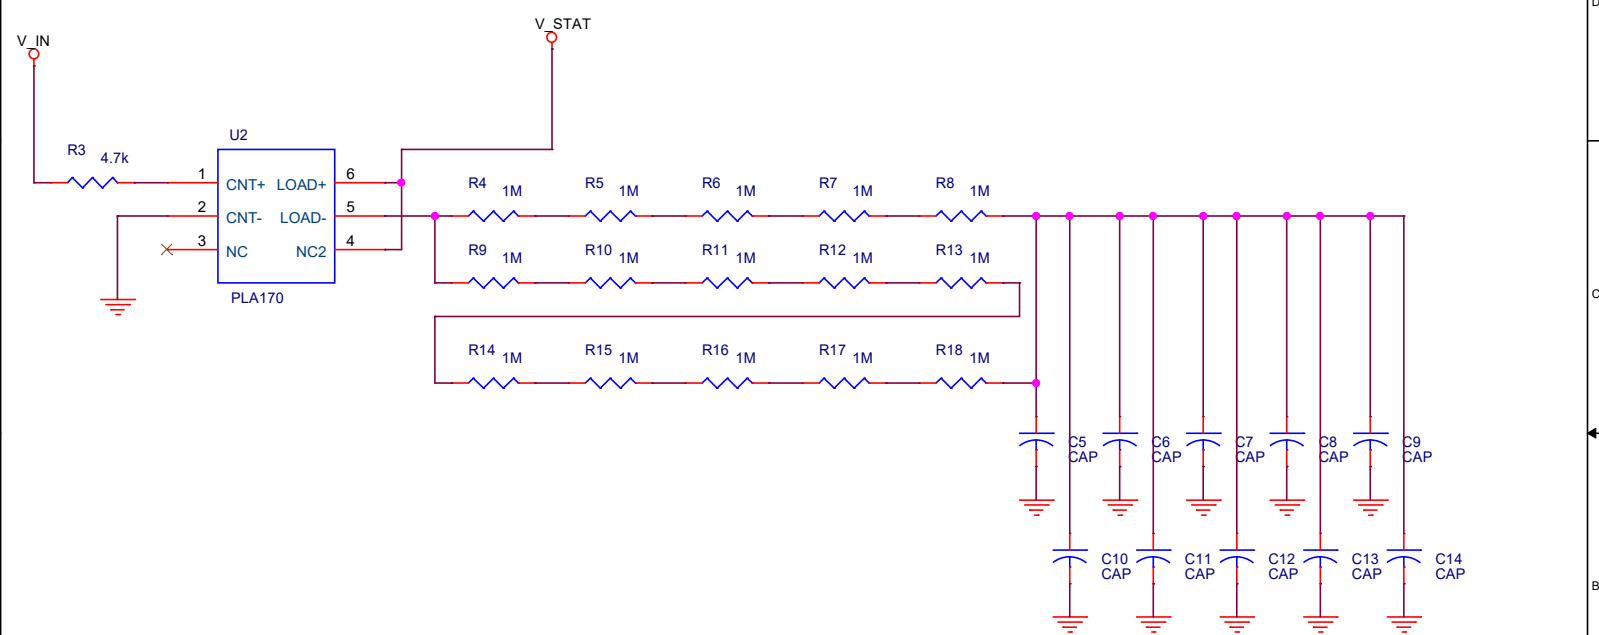 D
V_STAT
V_IN
U2
R3 4.7k
1 CNT+ LOAD+ 6
2 CNT- LOAD- 5
3 NC NC2 4
PLA170
R4 1M R5 1M R6 1M R7 1M R8 1M
R9 1M R10 1M R11 1M R12 1M R13 1M
C
R14 1M R15 1M R16 1M R17 1M R18 1M
C5 C6 C7 C8 C9
CAP CAP CAP CAP CAP
C10 C11 C12 C13 C14
CAP CAP CAP CAP CAP
B